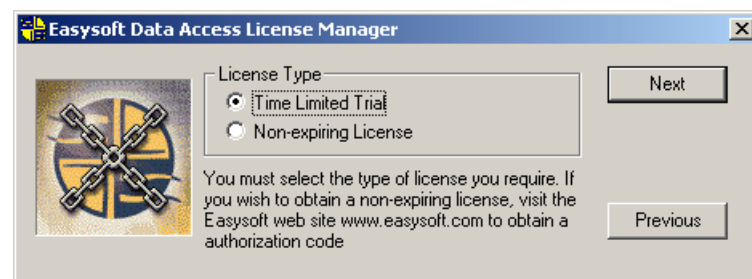 Easysoft Data Access License Manager
License Type
Time Limited Trial
Non-expiring License
Next
You must select the type of license you require. If
you wish to obtain a non-expiring license, visit the
Easysoft web site www.easysoft.com to obtain a
authorization code
Previous